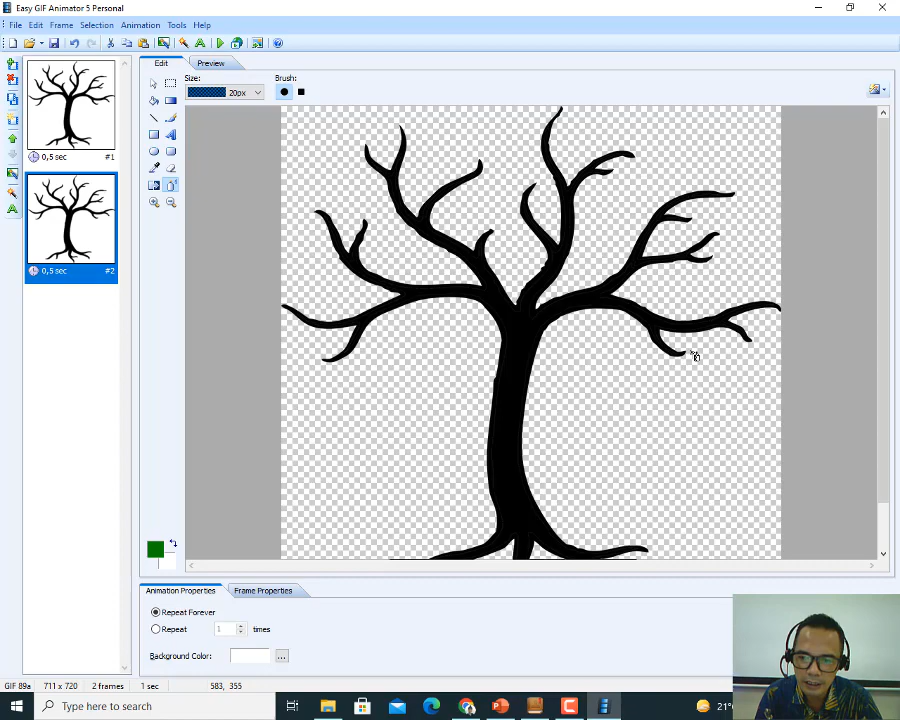 Easy GIF Animator 5 Personal
File Edit Frame Selection Animation Tools Help
Edit Preview
Size: Brush:
20px
0,5 sec #1
0,5 sec #2
Animation Properties Frame Properties
Repeat Forever
Repeat 1 times
Background Color: ...
GIF 89a 711 x 720 2 frames 1 sec 583, 355
Type here to search
21°